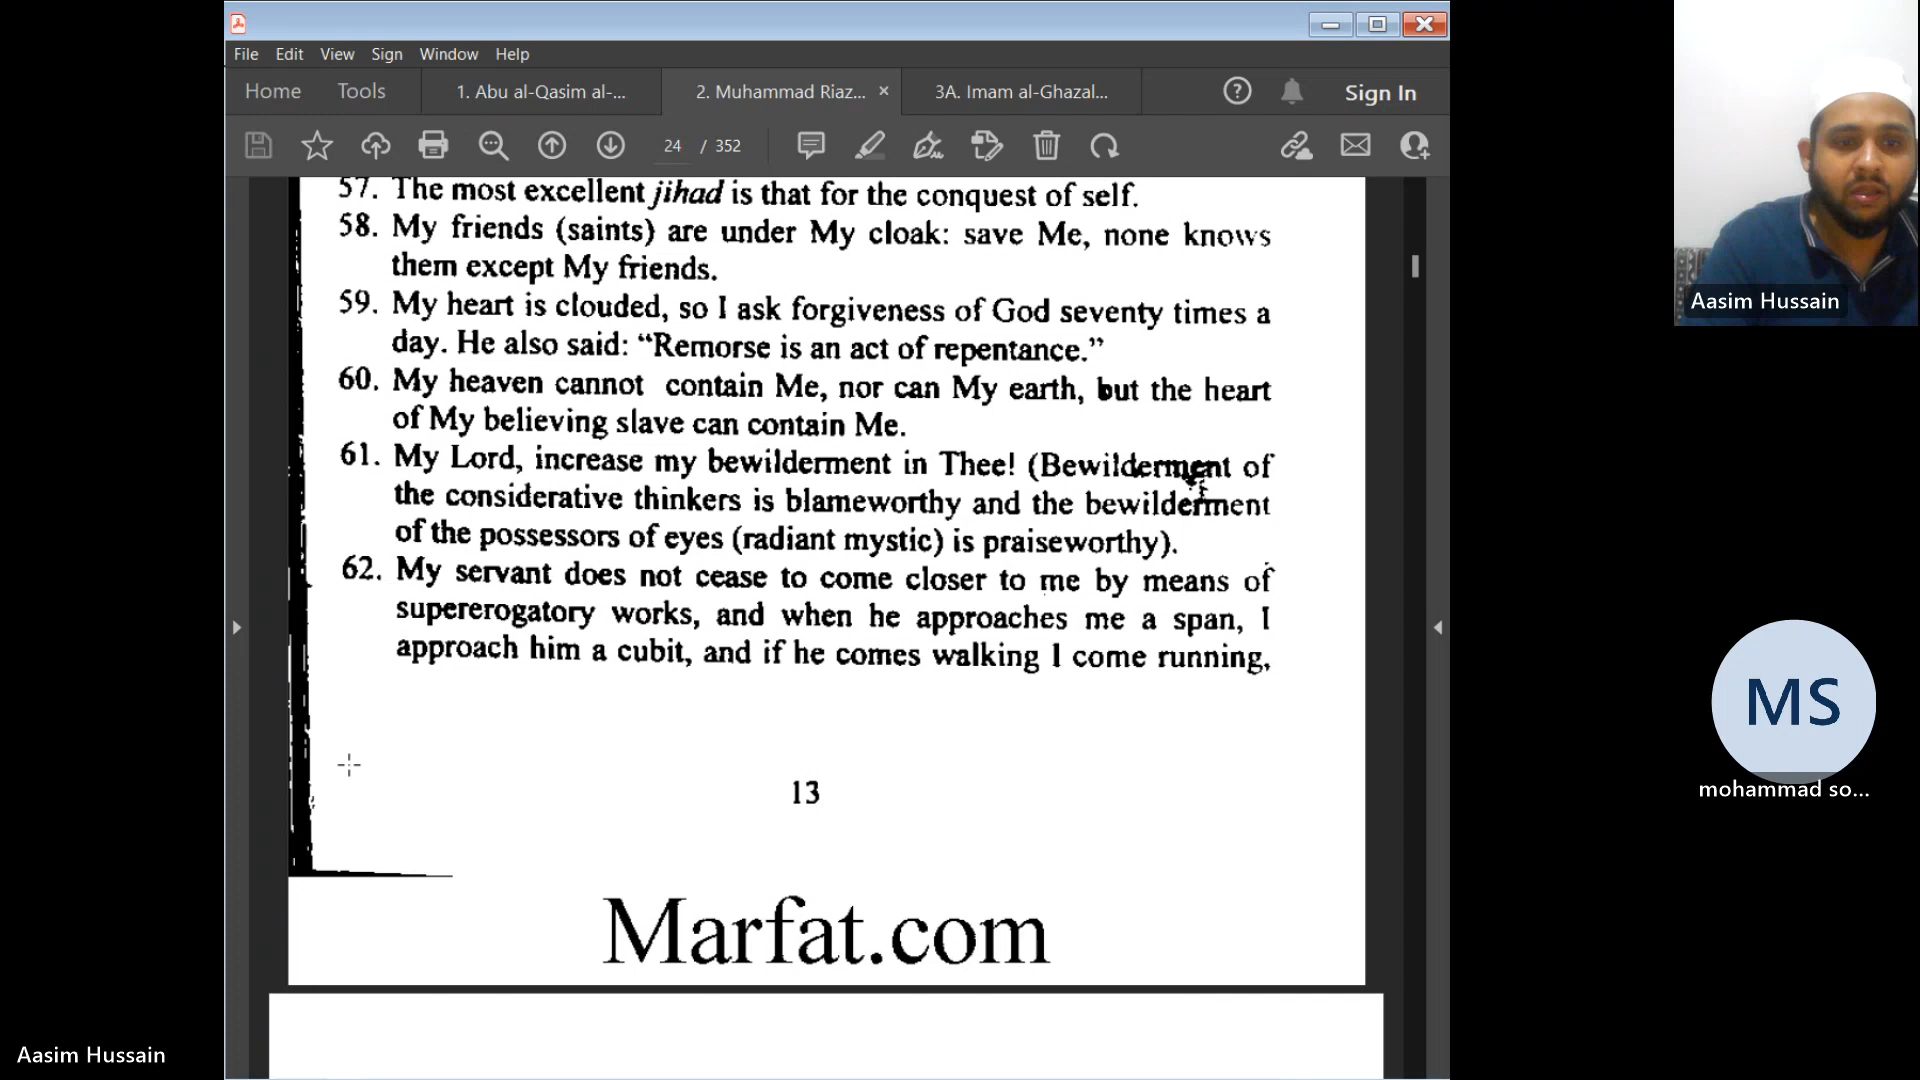 File Edit View Sign Window Help
Home Tools 1. Abu al-Qasim al-... 2. Muhammad Riaz... × 3A. Imam al-Ghazal... Sign In
24 / 352
57. The most excellent jihad is that for the conquest of self.
58. My friends (saints) are under My cloak: save Me, none knows
them except My friends.
59. My heart is clouded, so I ask forgiveness of God seventy times a
day. He also said: “Remorse is an act of repentance.”
60. My heaven cannot contain Me, nor can My earth, but the heart
of My believing slave can contain Me.
61. My Lord, increase my bewilderment in Thee! (Bewilderment of
the considerative thinkers is blameworthy and the bewilderment
of the possessors of eyes (radiant mystic) is praiseworthy).
62. My servant does not cease to come closer to me by means of
supererogatory works, and when he approaches me a span, I
approach him a cubit, and if he comes walking I come running,
13
Marfat.com
Aasim Hussain
MS
mohammad so...
Aasim Hussain